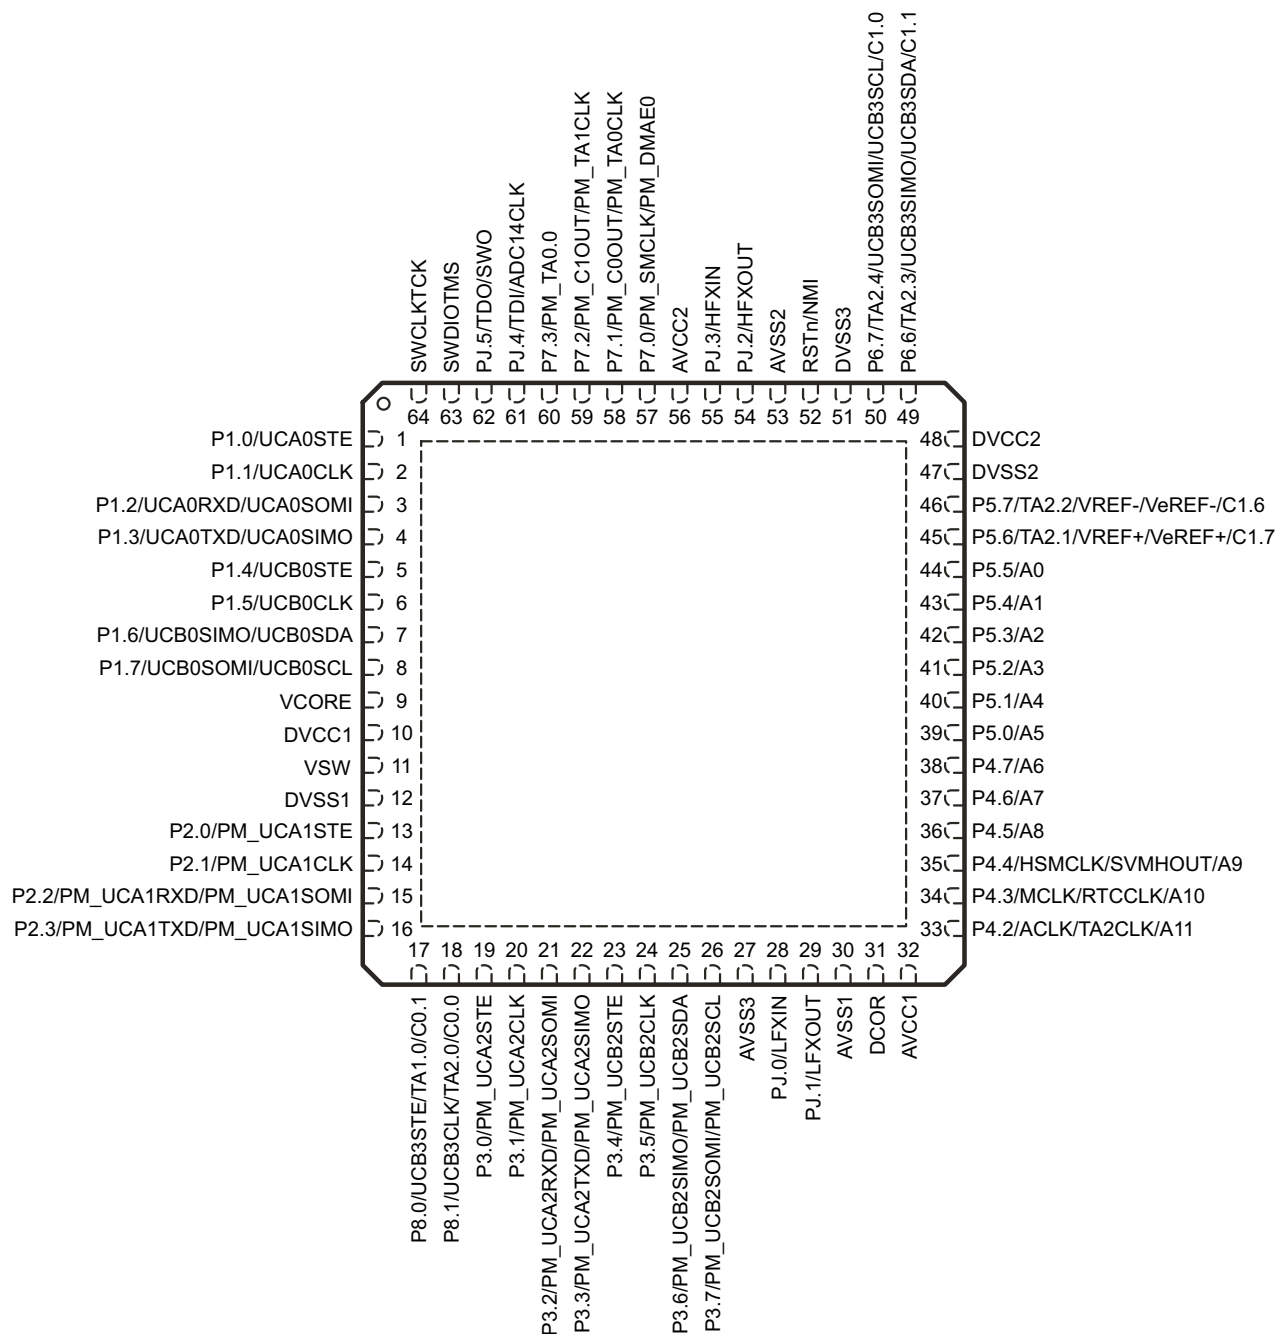 SWCLKTCK
SWDIOTMS
PJ.5/TDO/SWO
PJ.4/TDI/ADC14CLK
P7.3/PM_TA0.0
P7.2/PM_C1OUT/PM_TA1CLK
P7.1/PM_C0OUT/PM_TA0CLK
P7.0/PM_SMCLK/PM_DMAE0
AVCC2
PJ.3/HFXIN
PJ.2/HFXOUT
AVSS2
RSTn/NMI
DVSS3
P6.7/TA2.4/UCB3SOMI/UCB3SCL/C1.0
P6.6/TA2.3/UCB3SIMO/UCB3SDA/C1.1
64 63 62 61 60 59 58 57 56 55 54 53 52 51 50 49
P1.0/UCA0STE 1
P1.1/UCA0CLK 2
P1.2/UCA0RXD/UCA0SOMI 3
P1.3/UCA0TXD/UCA0SIMO 4
P1.4/UCB0STE 5
P1.5/UCB0CLK 6
P1.6/UCB0SIMO/UCB0SDA 7
P1.7/UCB0SOMI/UCB0SCL 8
VCORE 9
DVCC1 10
VSW 11
DVSS1 12
P2.0/PM_UCA1STE 13
P2.1/PM_UCA1CLK 14
P2.2/PM_UCA1RXD/PM_UCA1SOMI 15
P2.3/PM_UCA1TXD/PM_UCA1SIMO 16
48 DVCC2
47 DVSS2
46 P5.7/TA2.2/VREF-/VeREF-/C1.6
45 P5.6/TA2.1/VREF+/VeREF+/C1.7
44 P5.5/A0
43 P5.4/A1
42 P5.3/A2
41 P5.2/A3
40 P5.1/A4
39 P5.0/A5
38 P4.7/A6
37 P4.6/A7
36 P4.5/A8
35 P4.4/HSMCLK/SVMHOUT/A9
34 P4.3/MCLK/RTCCLK/A10
33 P4.2/ACLK/TA2CLK/A11
17 18 19 20 21 22 23 24 25 26 27 28 29 30 31 32
P8.0/UCB3STE/TA1.0/C0.1
P8.1/UCB3CLK/TA2.0/C0.0
P3.0/PM_UCA2STE
P3.1/PM_UCA2CLK
P3.2/PM_UCA2RXD/PM_UCA2SOMI
P3.3/PM_UCA2TXD/PM_UCA2SIMO
P3.4/PM_UCB2STE
P3.5/PM_UCB2CLK
P3.6/PM_UCB2SIMO/PM_UCB2SDA
P3.7/PM_UCB2SOMI/PM_UCB2SCL
AVSS3
PJ.0/LFXIN
PJ.1/LFXOUT
AVSS1
DCOR
AVCC1